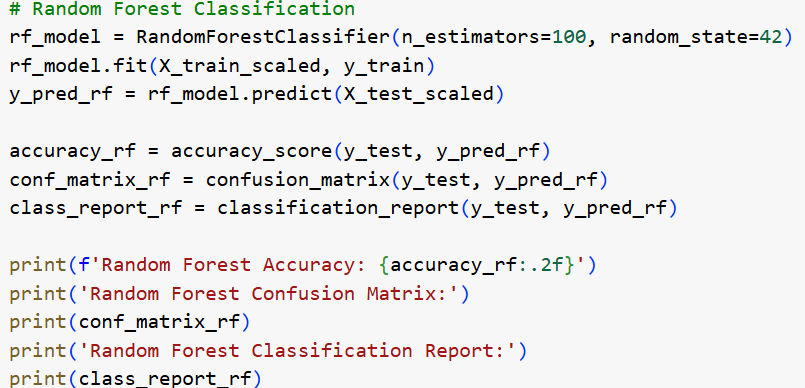 # Random Forest Classification
rf_model = RandomForestClassifier(n_estimators=100, random_state=42)
rf_model.fit(X_train_scaled, y_train)
y_pred_rf = rf_model.predict(X_test_scaled)

accuracy_rf = accuracy_score(y_test, y_pred_rf)
conf_matrix_rf = confusion_matrix(y_test, y_pred_rf)
class_report_rf = classification_report(y_test, y_pred_rf)

print(f'Random Forest Accuracy: {accuracy_rf:.2f}')
print('Random Forest Confusion Matrix:')
print(conf_matrix_rf)
print('Random Forest Classification Report:')
print(class_report_rf)